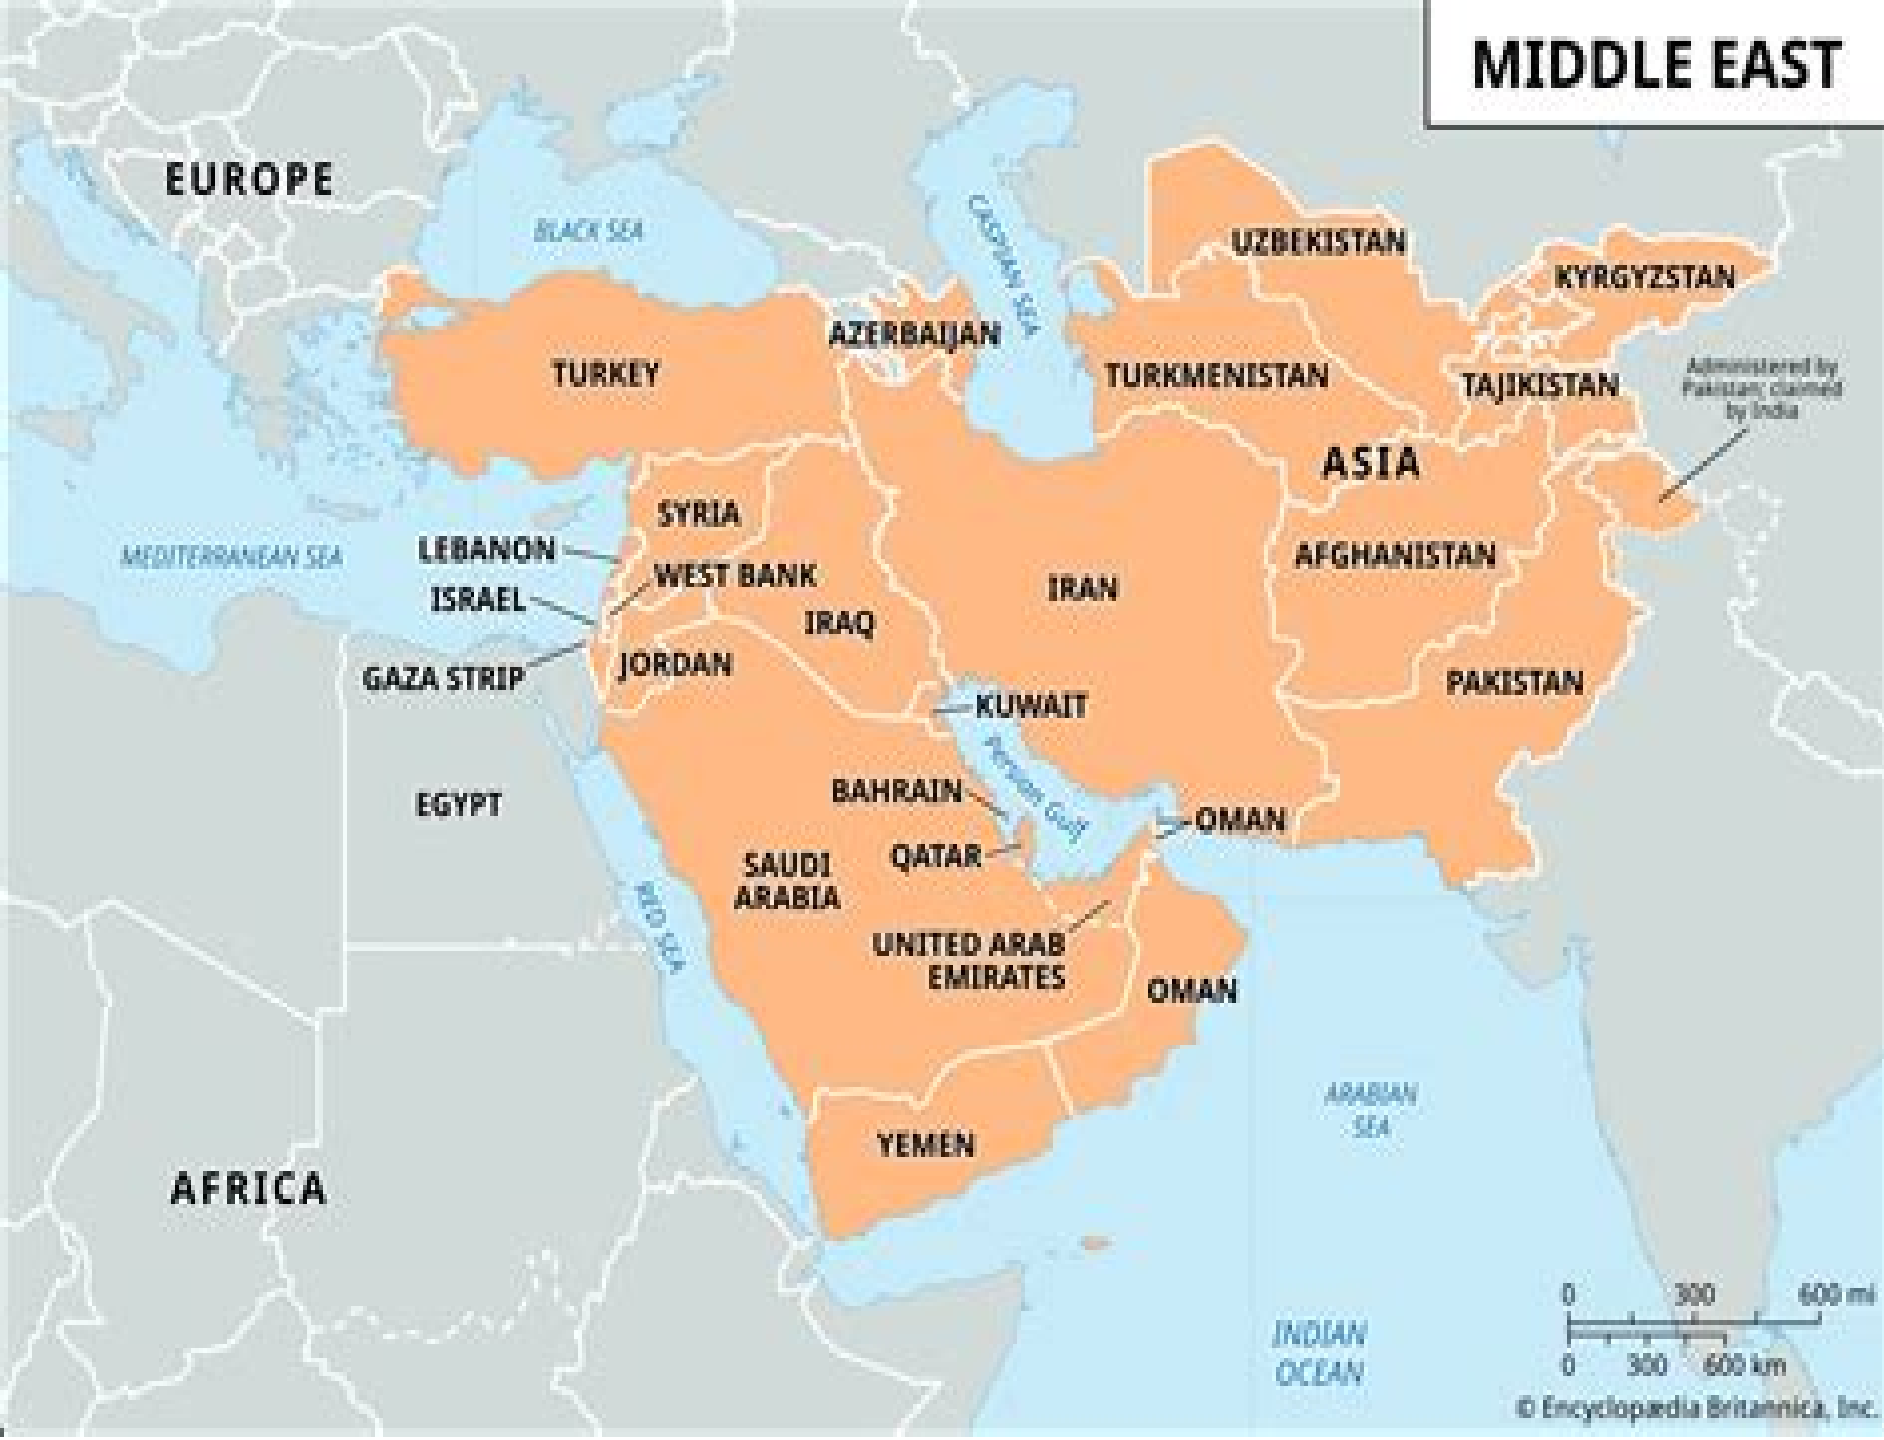 MIDDLE EAST
EUROPE
BLACK SEA
CASPIAN SEA
UZBEKISTAN
KYRGYZSTAN
AZERBAIJAN
TURKEY
TURKMENISTAN
TAJIKISTAN
Administered by
Pakistan; claimed
by India
ASIA
SYRIA
MEDITERRANEAN SEA
LEBANON
WEST BANK
AFGHANISTAN
ISRAEL
IRAN
IRAQ
GAZA STRIP
JORDAN
PAKISTAN
KUWAIT
Persian Gulf
BAHRAIN
EGYPT
OMAN
QATAR
SAUDI
ARABIA
RED SEA
UNITED ARAB
EMIRATES
OMAN
ARABIAN
SEA
YEMEN
AFRICA
INDIAN
OCEAN
0 300 600 mi
0 300 600 km
© Encyclopædia Britannica, Inc.